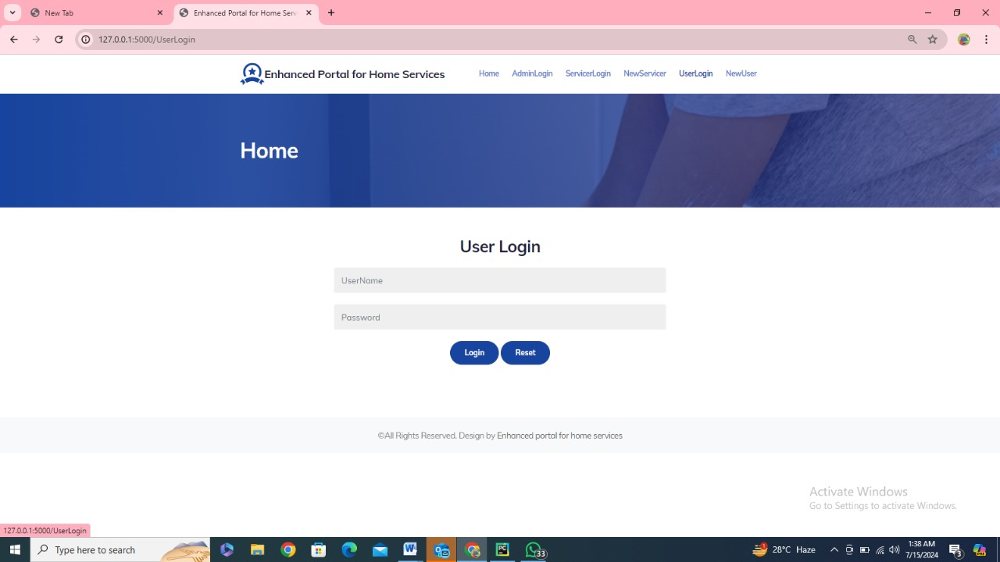 New Tab
Enhanced Portal for Home Serv
127.0.0.1:5000/UserLogin
Enhanced Portal for Home Services
Home AdminLogin ServicerLogin NewServicer UserLogin NewUser
Home
User Login
UserName
Password
Login Reset
©All Rights Reserved. Design by Enhanced portal for home services
Activate Windows
Go to Settings to activate Windows.
127.0.0.1:5000/UserLogin
Type here to search
W
PC
33
28°C Haze
1:38 AM
7/15/2024
3